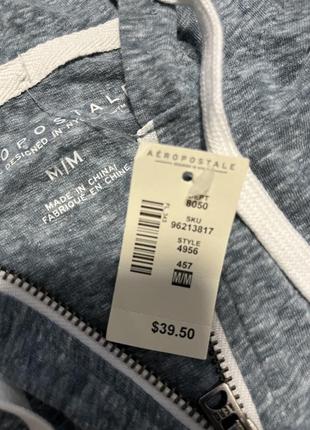 OPOSTALE
DESIGNED IN NY
M/M
MADE IN CHINA
FABRIQUÉ EN CHINE
AÉROPOSTALE
DEPT
8050
SKU
96213817
STYLE
4956
457
M/M
$39.50